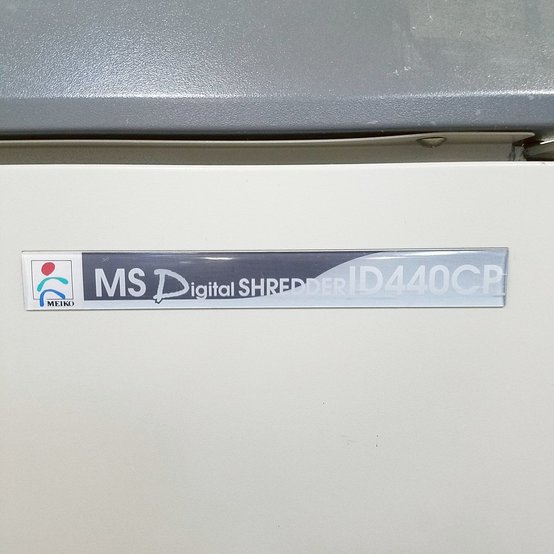 MEIKO
MS Digital SHREDDER ID440CP